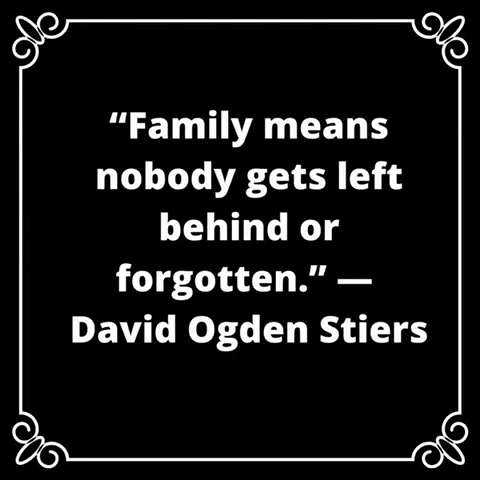 “Family means
nobody gets left
behind or
forgotten.” —
David Ogden Stiers